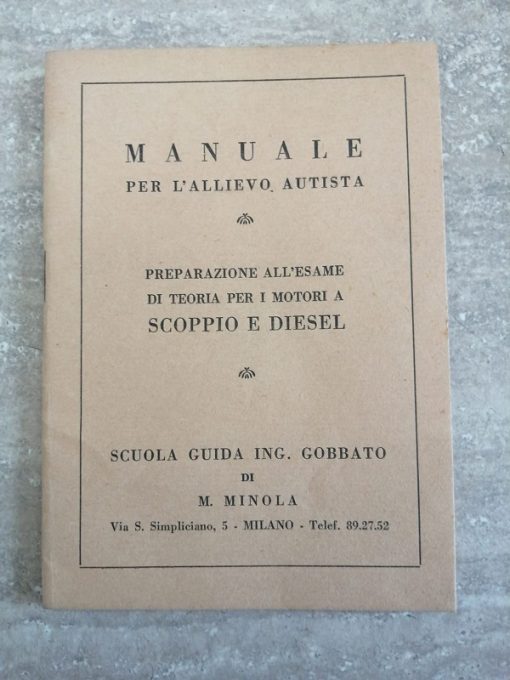 MANUALE
PER L'ALLIEVO AUTISTA
PREPARAZIONE ALL'ESAME
DI TEORIA PER I MOTORI A
SCOPPIO E DIESEL
SCUOLA GUIDA ING. GOBBATO
DI
M. MINOLA
Via S. Simpliciano, 5 - MILANO - Telef. 89.27.52